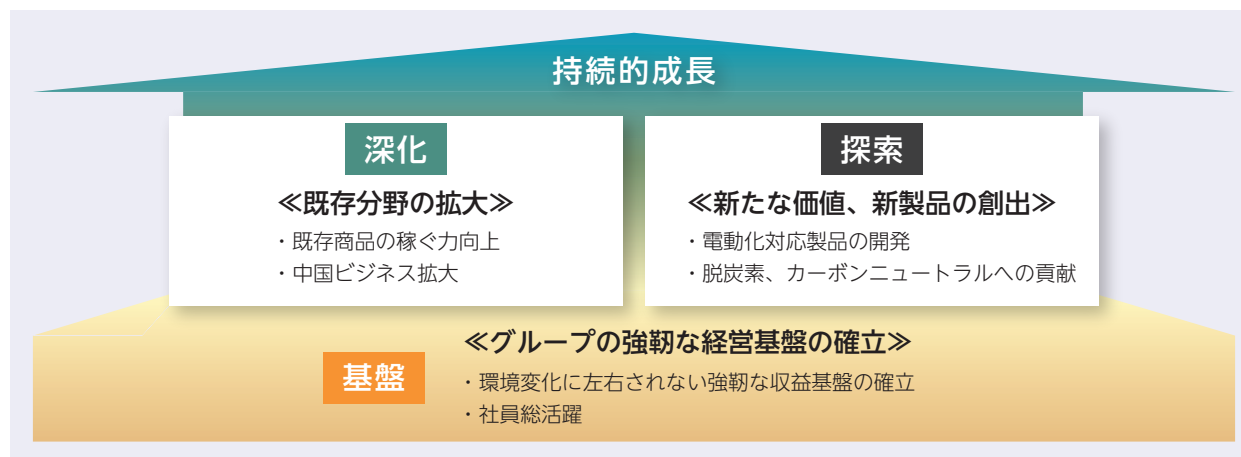 持続的成長
深化
≪既存分野の拡大≫
・既存商品の稼ぐ力向上
・中国ビジネス拡大
探索
≪新たな価値、新製品の創出≫
・電動化対応製品の開発
・脱炭素、カーボンニュートラルへの貢献
基盤
≪グループの強靭な経営基盤の確立≫
・環境変化に左右されない強靭な収益基盤の確立
・社員総活躍